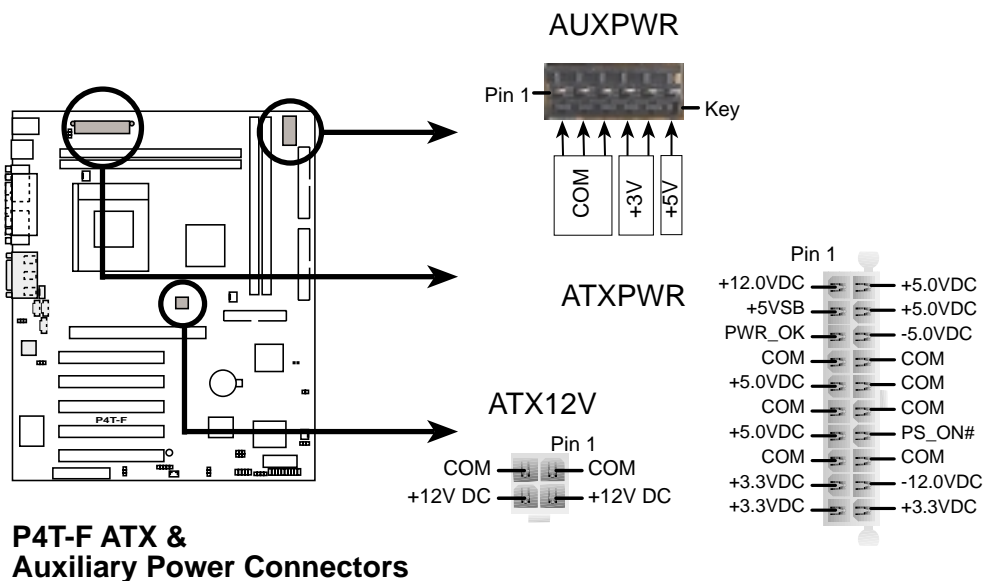 AUXPWR
Pin 1
Key
COM
+3V
+5V
Pin 1
ATXPWR
+12.0VDC +5.0VDC
+5VSB +5.0VDC
PWR_OK -5.0VDC
COM COM
+5.0VDC COM
COM COM
+5.0VDC PS_ON#
COM COM
+3.3VDC -12.0VDC
+3.3VDC +3.3VDC
ATX12V
Pin 1
COM COM
+12V DC +12V DC
P4T-F
P4T-F ATX &
Auxiliary Power Connectors